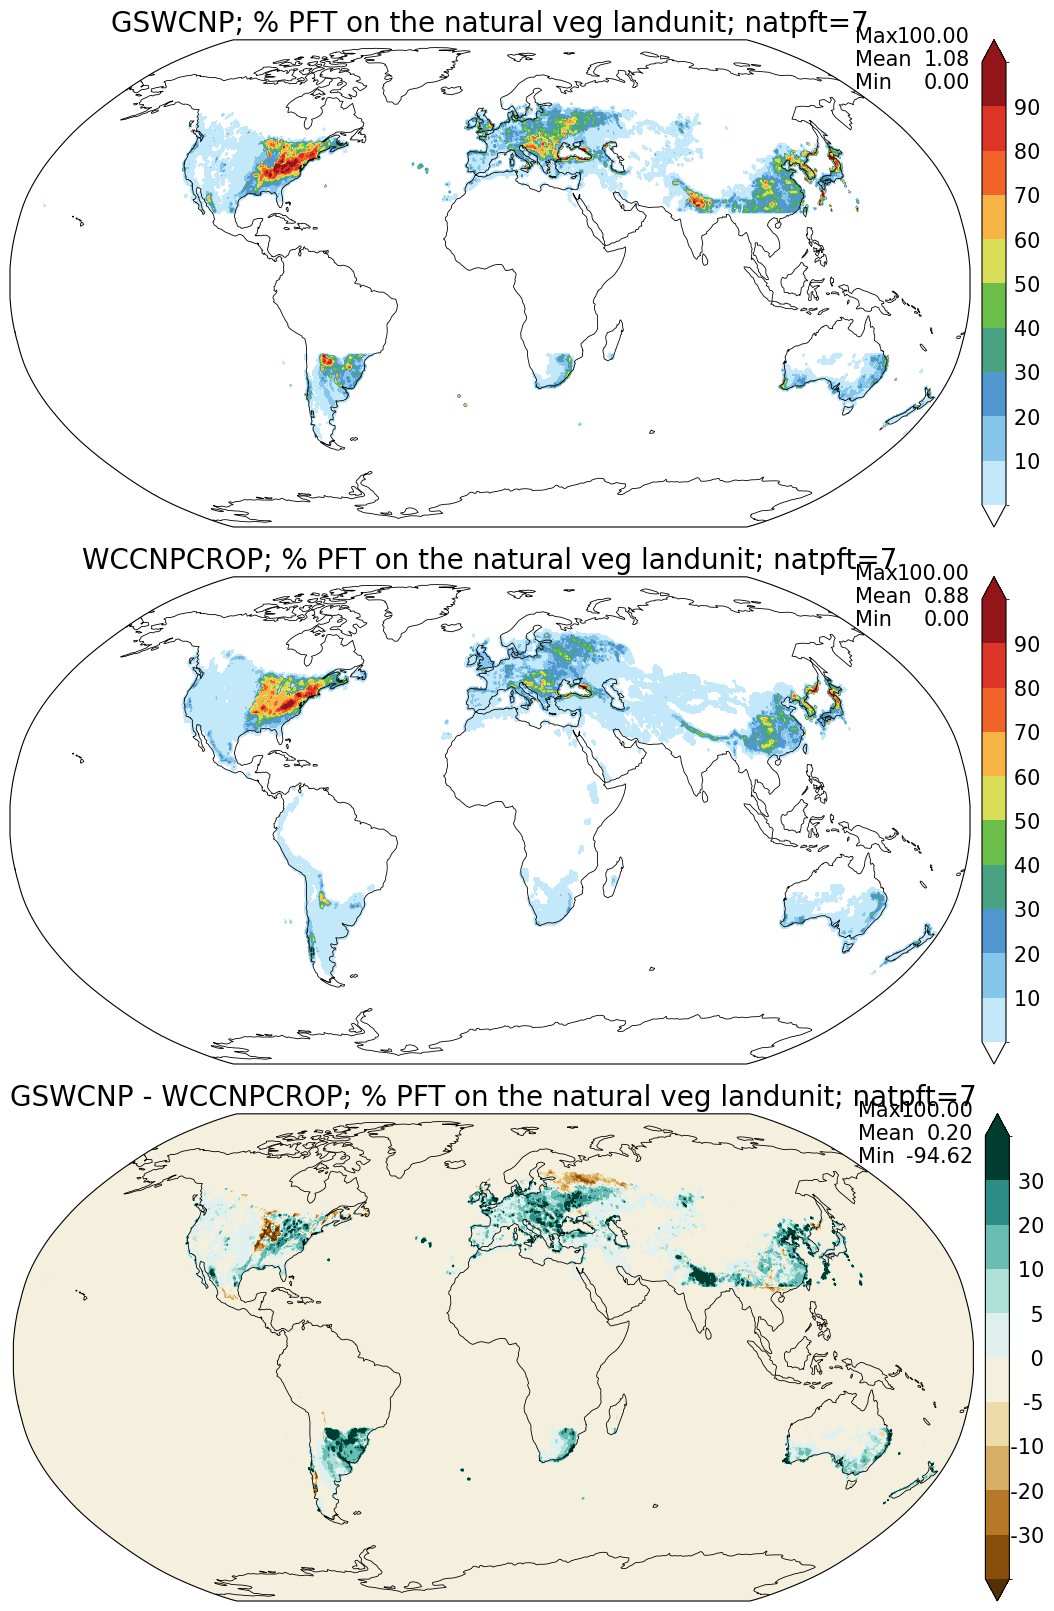 GSWCNP; % PFT on the natural veg landunit; natpft=7
Max100.00
Mean 1.08
Min 0.00
90
80
70
60
50
40
30
20
10
WCCNPCROP; % PFT on the natural veg landunit; natpft=7
Max100.00
Mean 0.88
Min 0.00
90
80
70
60
50
40
30
20
10
GSWCNP - WCCNPCROP; % PFT on the natural veg landunit; natpft=7
Max100.00
Mean 0.20
Min -94.62
30
20
10
5
0
-5
-10
-20
-30